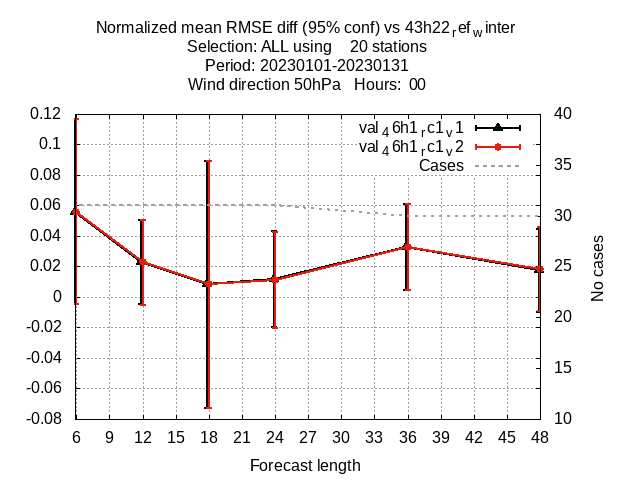 Normalized mean RMSE diff (95% conf) vs 43h22ᵣef_winter
Selection: ALL using    20 stations
Period: 20230101-20230131
Wind direction 50hPa   Hours:  00
val_46h1_rc1_v1
val_46h1_rc1_v2
Cases
0.12
0.1
0.08
0.06
0.04
0.02
0
-0.02
-0.04
-0.06
-0.08
40
35
30
25
20
15
10
No cases
6 9 12 15 18 21 24 27 30 33 36 39 42 45 48
Forecast length